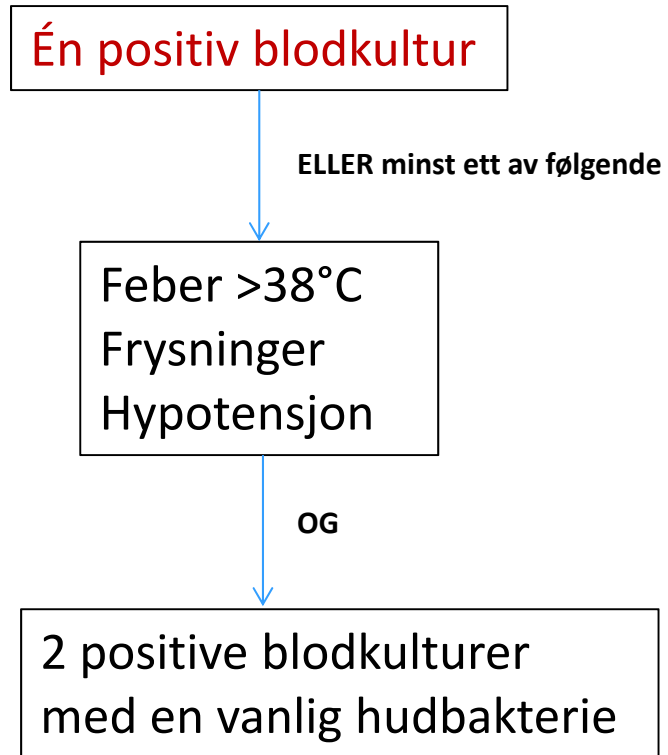 Én positiv blodkultur
ELLER minst ett av følgende
Feber >38°C
Frysninger
Hypotensjon
OG
2 positive blodkulturer
med en vanlig hudbakterie